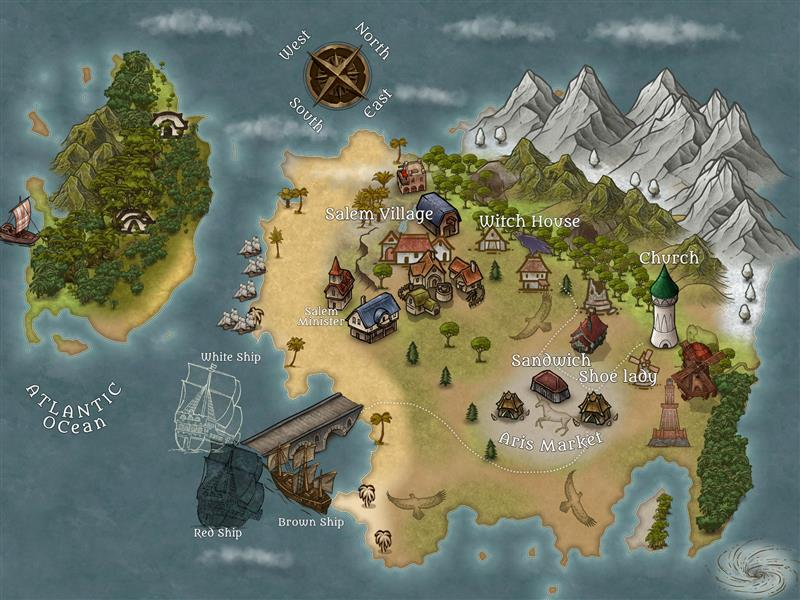 West
North
South
East
Salem Village
Witch House
Church
Salem
Minister
White Ship
Sandwich
Shoe lady
ATLANTIC
OCean
Aris Market
Brown Ship
Red Ship